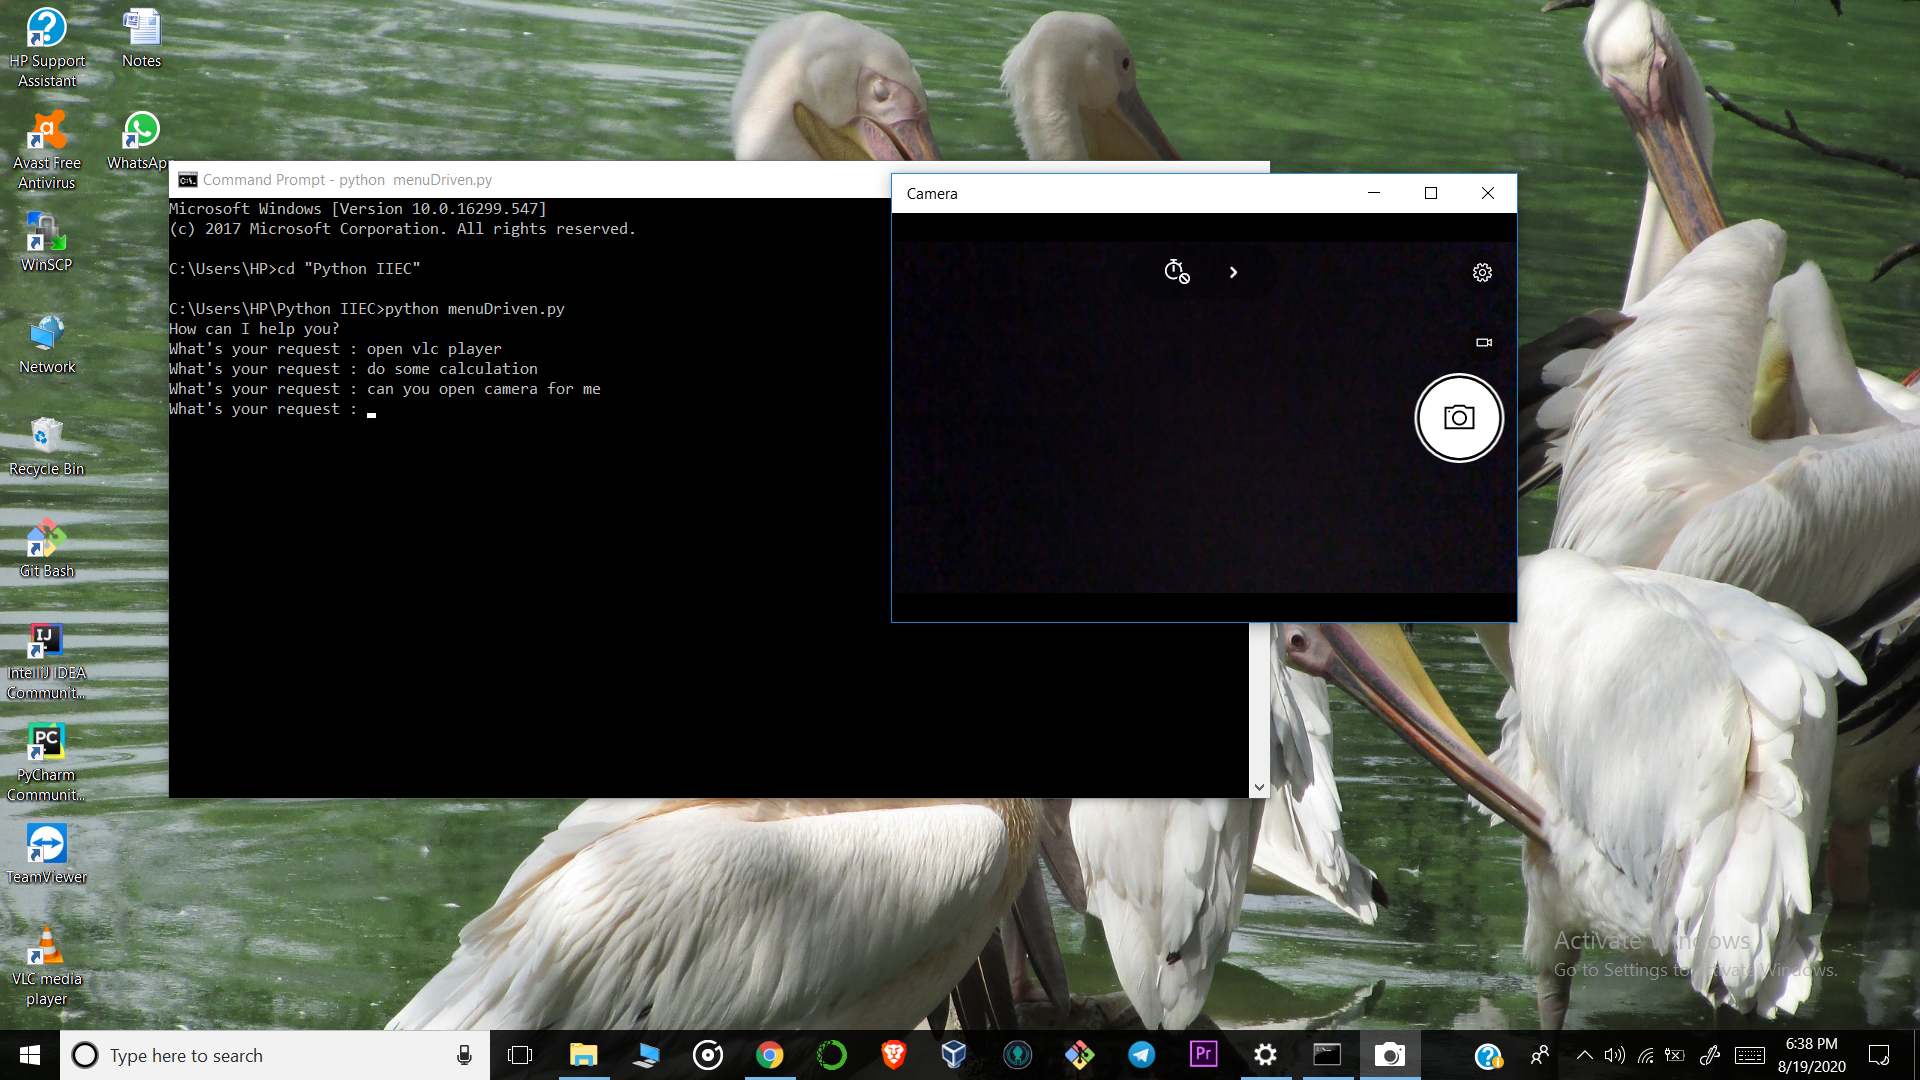 HP Support
Assistant
Notes
Avast Free
Antivirus
WhatsApp
WinSCP
Network
Recycle Bin
Git Bash
IJ
IntelliJ IDEA
Communit...
PC
PyCharm
Communit...
TeamViewer
VLC media
player
Command Prompt - python  menuDriven.py
Microsoft Windows [Version 10.0.16299.547]
(c) 2017 Microsoft Corporation. All rights reserved.
C:\Users\HP>cd "Python IIEC"
C:\Users\HP\Python IIEC>python menuDriven.py
How can I help you?
What's your request : open vlc player
What's your request : do some calculation
What's your request : can you open camera for me
What's your request :
Camera
Activate Windows
Go to Settings to activate Windows.
Type here to search
Pr
6:38 PM
8/19/2020